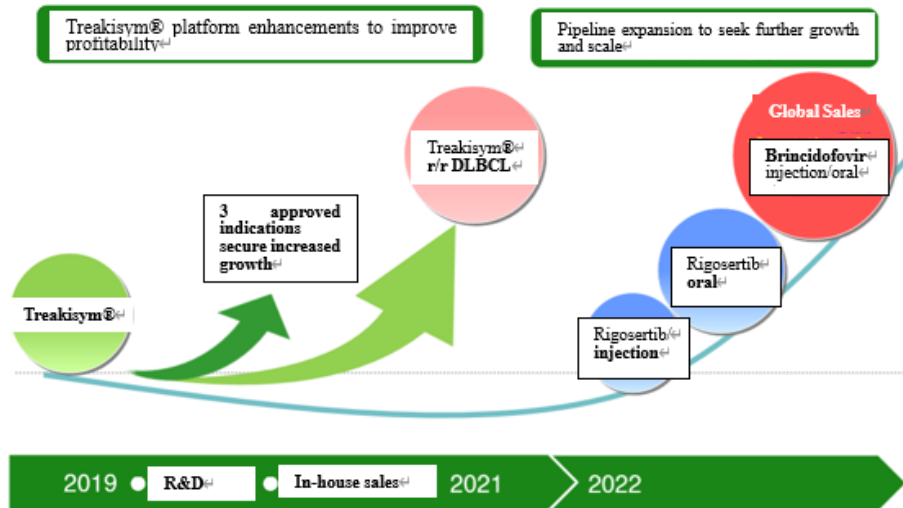 Treakisym® platform enhancements to improve
profitability↵
Pipeline expansion to seek further growth
and scale↵
Global Sales↵
Brincidofovir↵
injection/oral
Treakisym®↵
r/r DLBCL↵
3 approved
indications
secure increased
growth↵
Rigosertib↵
oral↵
Treakisym®↵
Rigosertib/↵
injection↵
2019
R&D↵
In-house sales↵
2021
2022